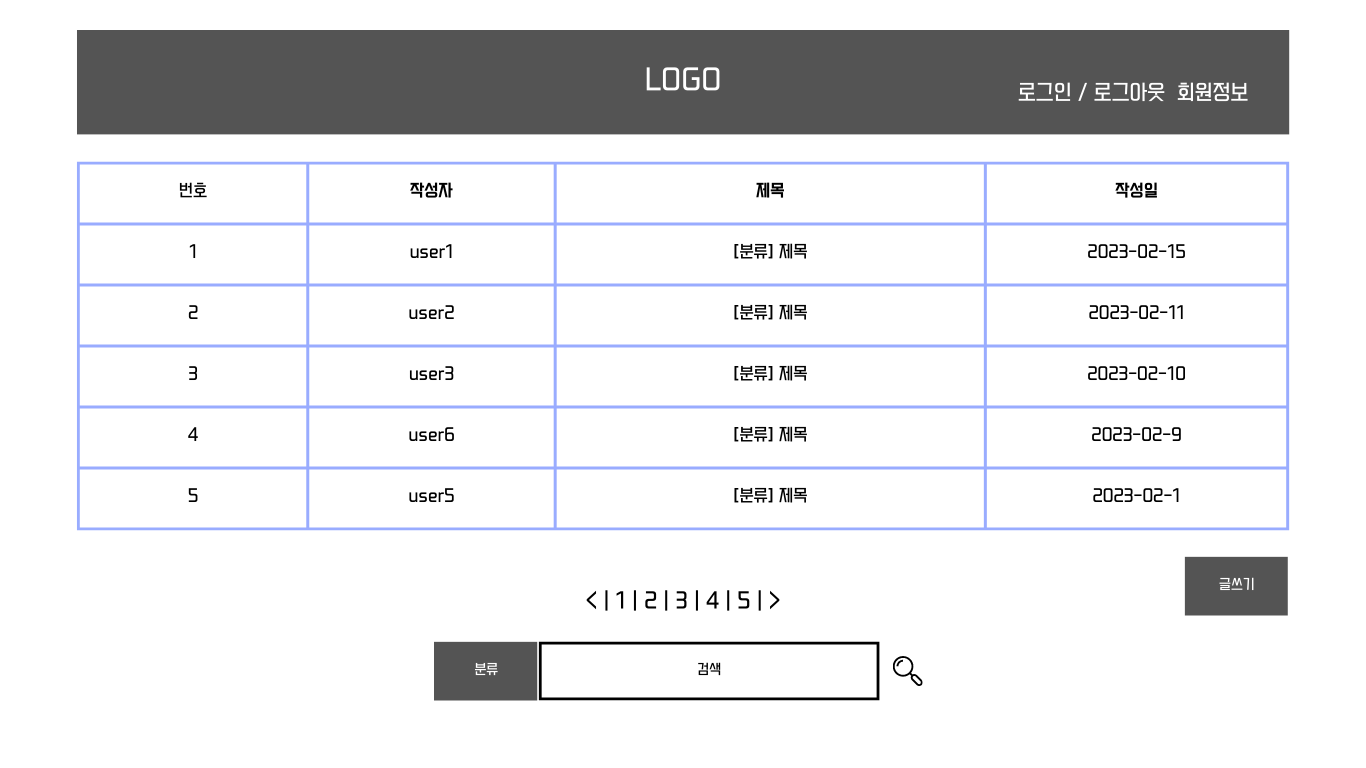 LOGO
로그인 / 로그아웃 회원정보
번호 작성자 제목 작성일
1 user1 [분류] 제목 2023-02-15
2 user2 [분류] 제목 2023-02-11
3 user3 [분류] 제목 2023-02-10
4 user6 [분류] 제목 2023-02-9
5 user5 [분류] 제목 2023-02-1
글쓰기
<|1|2|3|4|5|>
분류 검색